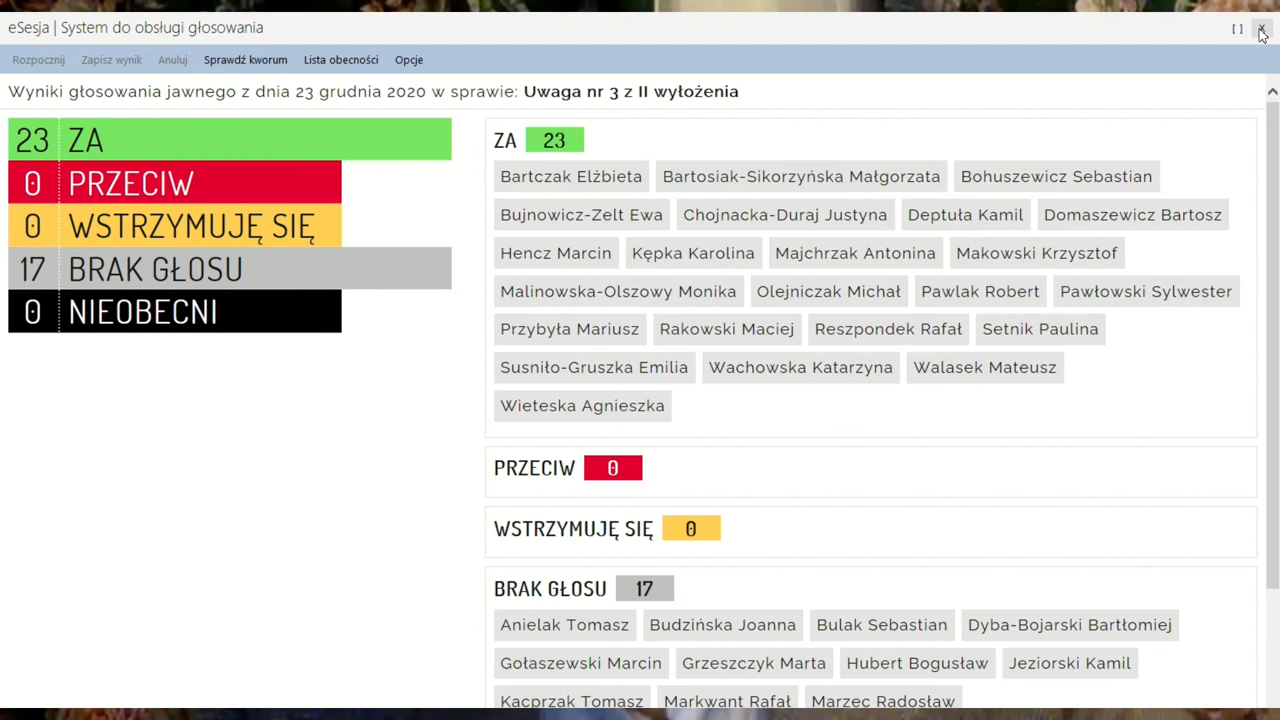 eSesja | System do obsługi głosowania
[ ] X
Rozpocznij Zapisz wynik Anuluj Sprawdź kworum Lista obecności Opcje
Wyniki głosowania jawnego z dnia 23 grudnia 2020 w sprawie: Uwaga nr 3 z II wyłożenia
23 ZA
0 PRZECIW
0 WSTRZYMUJĘ SIĘ
17 BRAK GŁOSU
0 NIEOBECNI
ZA 23
Bartczak Elżbieta Bartosiak-Sikorzyńska Małgorzata Bohuszewicz Sebastian
Bujnowicz-Zelt Ewa Chojnacka-Duraj Justyna Deptuła Kamil Domaszewicz Bartosz
Hencz Marcin Kępka Karolina Majchrzak Antonina Makowski Krzysztof
Malinowska-Olszowy Monika Olejniczak Michał Pawlak Robert Pawłowski Sylwester
Przybyła Mariusz Rakowski Maciej Reszpondek Rafał Setnik Paulina
Susniło-Gruszka Emilia Wachowska Katarzyna Walasek Mateusz
Wieteska Agnieszka
PRZECIW 0
WSTRZYMUJĘ SIĘ 0
BRAK GŁOSU 17
Anielak Tomasz Budzińska Joanna Bulak Sebastian Dyba-Bojarski Bartłomiej
Gołaszewski Marcin Grzeszczyk Marta Hubert Bogusław Jeziorski Kamil
Kacprzak Tomasz Markwant Rafał Marzec Radosław